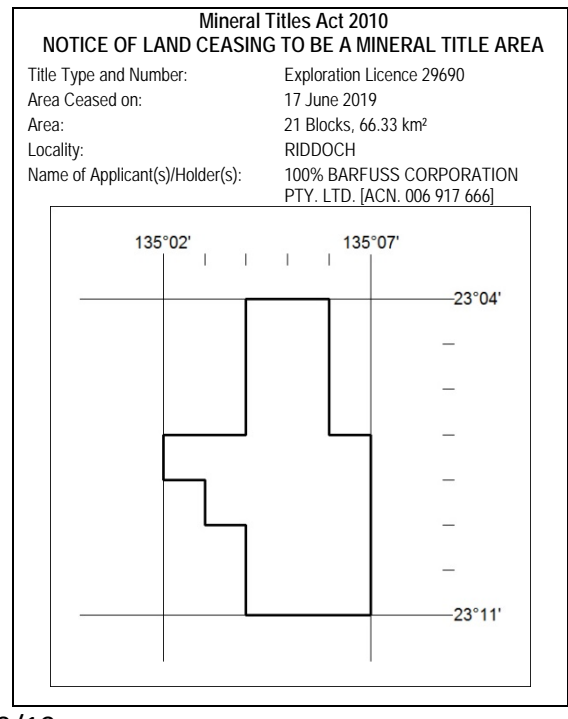 Mineral Titles Act 2010
NOTICE OF LAND CEASING TO BE A MINERAL TITLE AREA
Title Type and Number: Exploration Licence 29690
Area Ceased on: 17 June 2019
Area: 21 Blocks, 66.33 km²
Locality: RIDDOCH
Name of Applicant(s)/Holder(s): 100% BARFUSS CORPORATION
PTY. LTD. [ACN. 006 917 666]
135°02' 135°07'
23°04'
23°11'